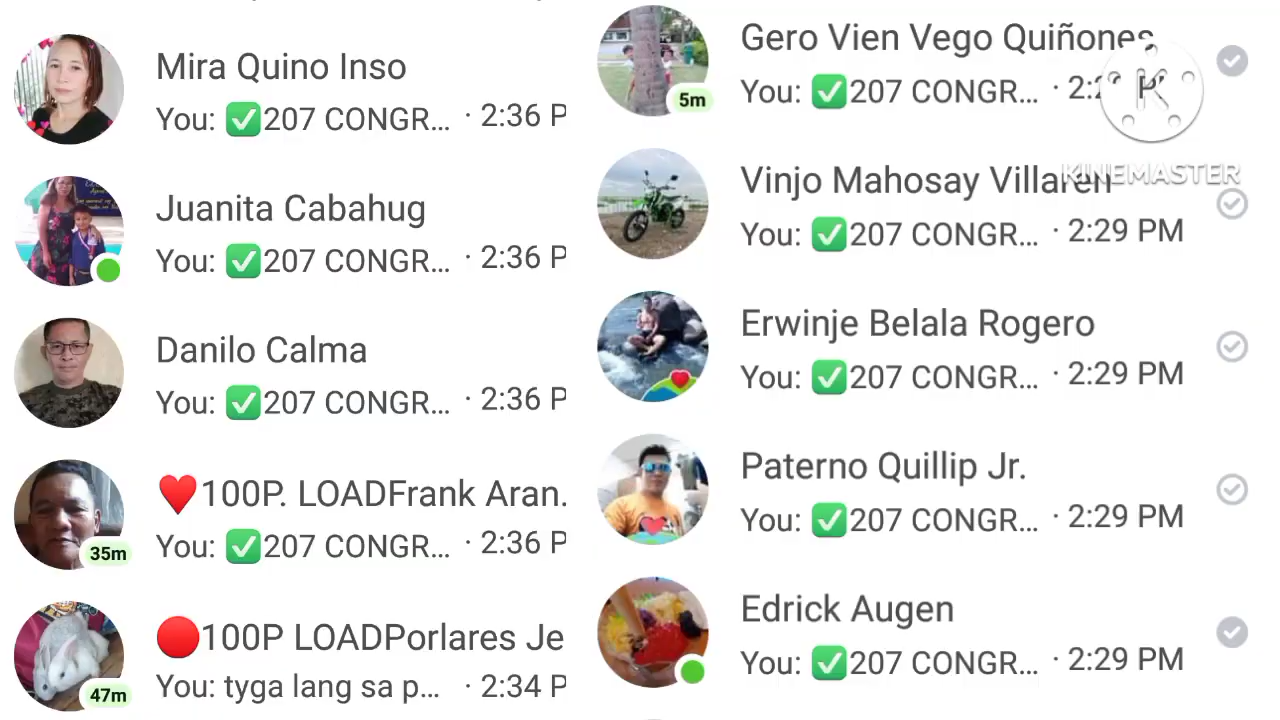 Mira Quino Inso
You: ✅207 CONGR... · 2:36 P
Juanita Cabahug
You: ✅207 CONGR... · 2:36 P
Danilo Calma
You: ✅207 CONGR... · 2:36 P
♥100P. LOADFrank Aran.
35m
You: ✅207 CONGR... · 2:36 P
🔴100P LOADPorlares Je
47m
You: tyga lang sa p... · 2:34 P
Gero Vien Vego Quiñones
5m
You: ✅207 CONGR...
K
KINEMASTER
Vinjo Mahosay Villaren
You: ✅207 CONGR... · 2:29 PM
Erwinje Belala Rogero
You: ✅207 CONGR... · 2:29 PM
Paterno Quillip Jr.
You: ✅207 CONGR... · 2:29 PM
Edrick Augen
You: ✅207 CONGR... · 2:29 PM